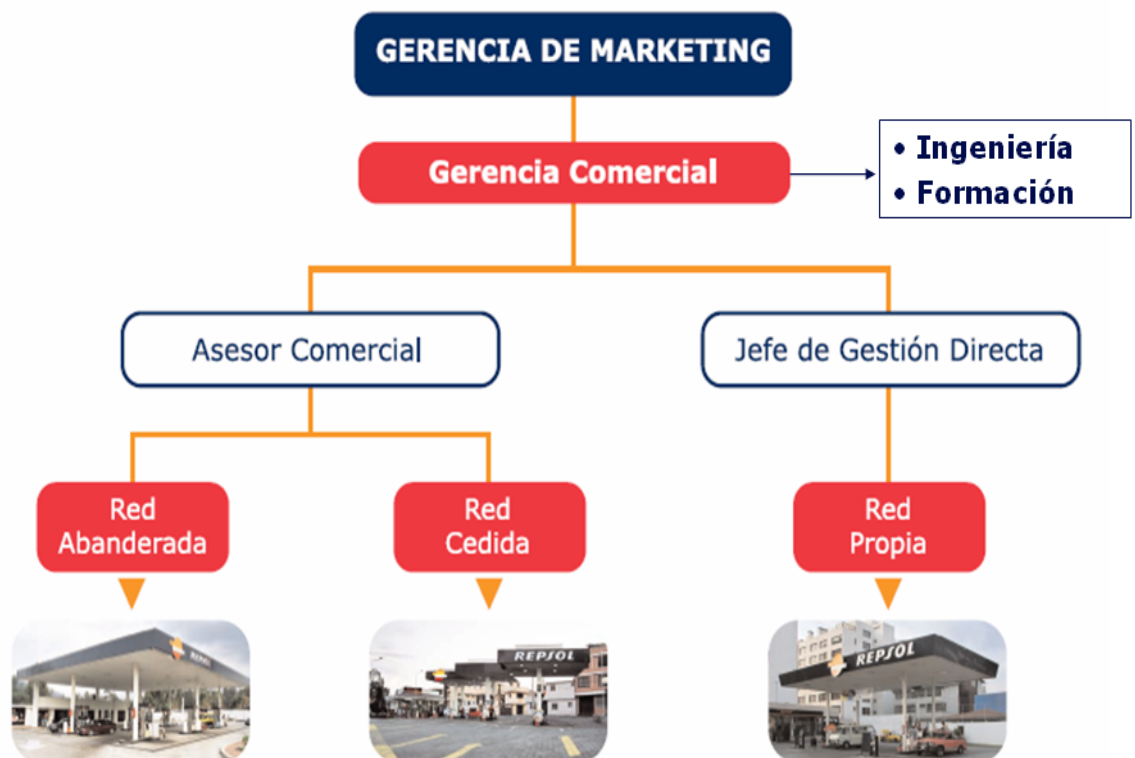 GERENCIA DE MARKETING
Gerencia Comercial
• Ingeniería
• Formación
Asesor Comercial
Jefe de Gestión Directa
Red
Abanderada
Red
Cedida
Red
Propia
REPSOL
REPSOL
REPSOL